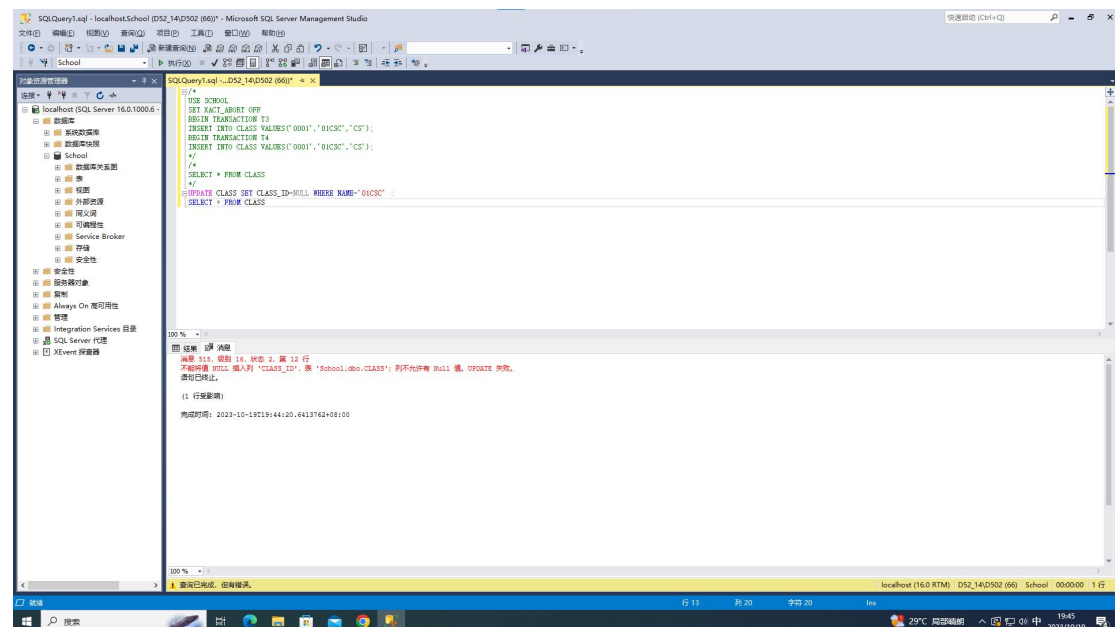 SQLQuery1.sql - localhost.School (D52_14\D502 (66))* - Microsoft SQL Server Management Studio
快速启动 (Ctrl+Q)
文件(F) 编辑(E) 视图(V) 查询(Q) 项目(P) 工具(T) 窗口(W) 帮助(H)
新建查询(N)
School
执行(X)
对象资源管理器
SQLQuery1.sql -...D52_14\D502 (66))*
连接
localhost (SQL Server 16.0.1000.6 -
数据库
系统数据库
数据库快照
School
数据库关系图
表
视图
外部资源
同义词
可编程性
Service Broker
存储
安全性
安全性
服务器对象
复制
Always On 高可用性
管理
Integration Services 目录
SQL Server 代理
XEvent 探查器
/*
USE SCHOOL
SET XACT_ABORT OFF
BEGIN TRANSACTION T3
INSERT INTO CLASS VALUES('0001','01CSC','CS');
BEGIN TRANSACTION T4
INSERT INTO CLASS VALUES('0001','01CSC','CS');
*/
/*
SELECT * FROM CLASS
*/
UPDATE CLASS SET CLASS_ID=NULL WHERE NAME='01CSC' ;
SELECT * FROM CLASS
100 %
结果 消息
消息 515，级别 16，状态 2，第 12 行
不能将值 NULL 插入列 'CLASS_ID'，表 'School.dbo.CLASS'；列不允许有 Null 值。UPDATE 失败。
语句已终止。
(1 行受影响)
完成时间: 2023-10-19T19:44:20.6413762+08:00
100 %
查询已完成，但有错误。
localhost (16.0 RTM) D52_14\D502 (66) School 00:00:00 1 行
就绪
行 13 列 20 字符 20 Ins
搜索
29°C 局部晴朗
中
19:45
2023/10/19